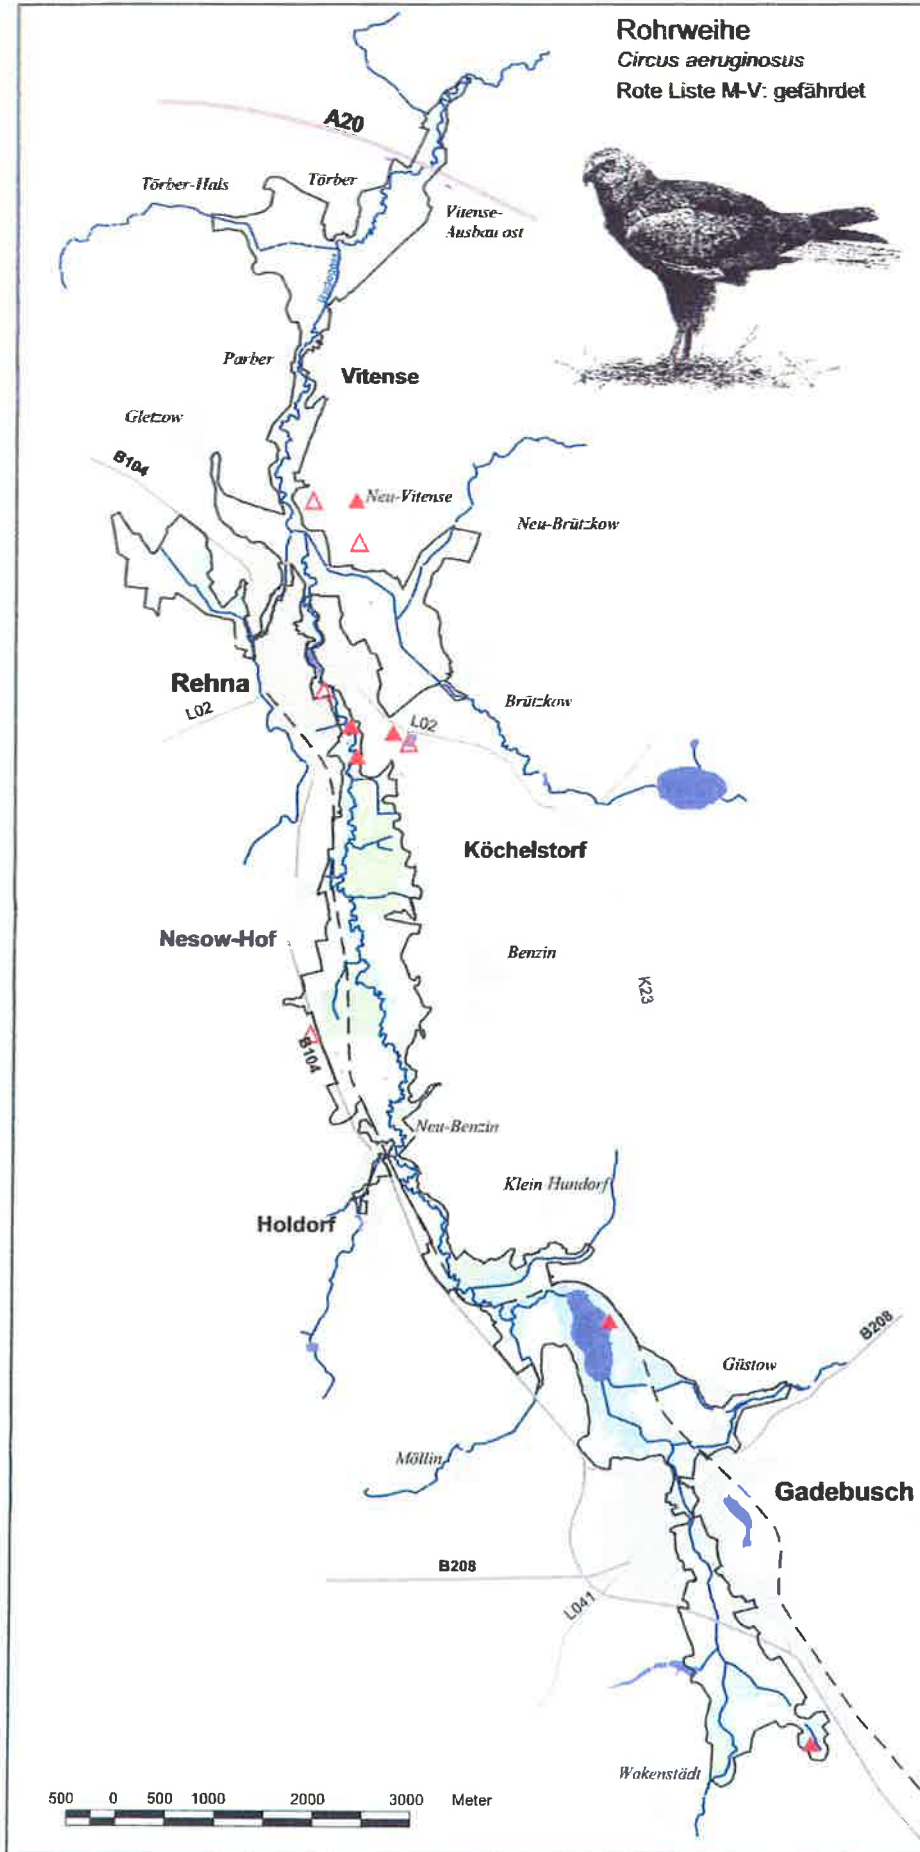 Rohrweihe
Circus aeruginosus
Rote Liste M-V: gefährdet
A20
Törber-Hals
Törber
Vitense-
Ausbau ost
Radegast
Parber
Vitense
Gletzow
B104
Neu-Vitense
Neu-Brützkow
Rehna
L02
Brützkow
L02
Köchelstorf
Nesow-Hof
Benzin
K23
B104
Neu-Benzin
Klein Hundorf
Holdorf
B208
Güstow
Möllin
Gadebusch
B208
L041
Wakenstädt
500 0 500 1000 2000 3000 Meter